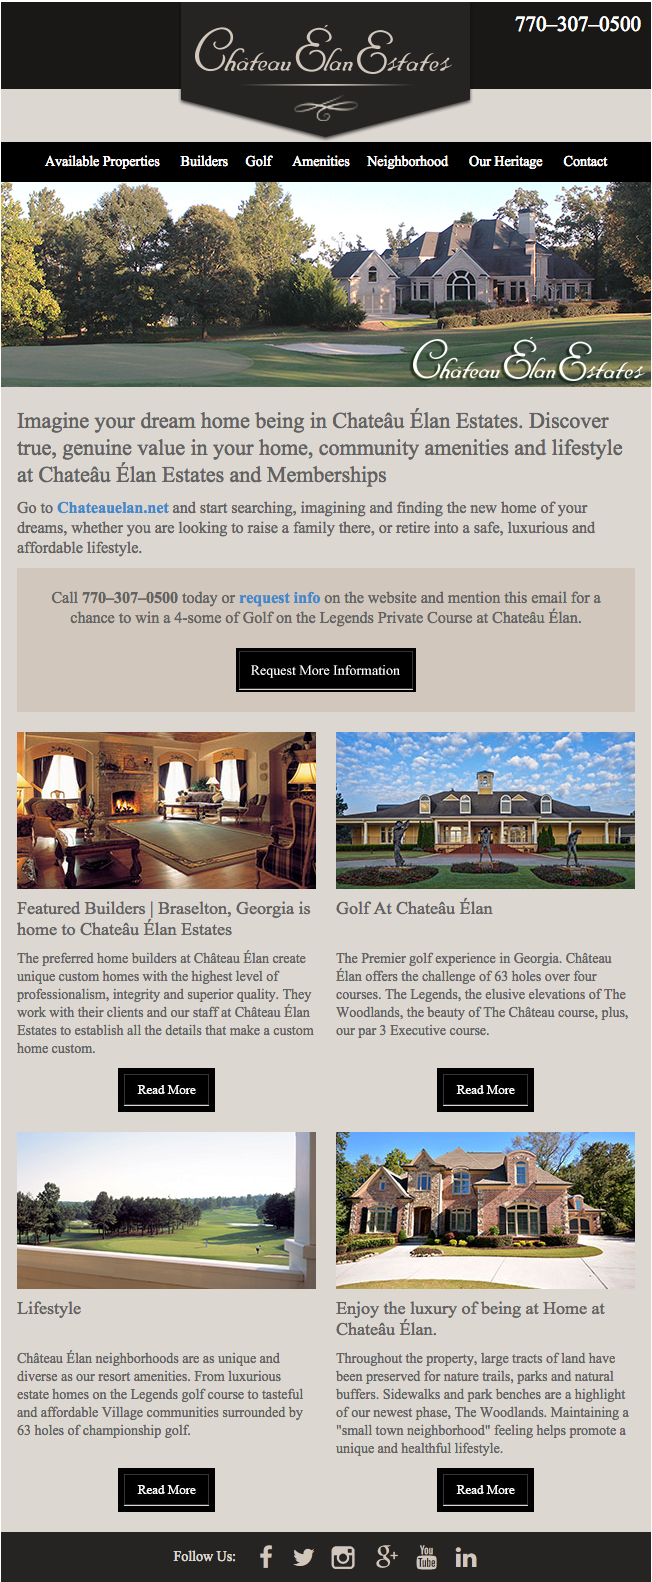 770–307–0500
Château Élan Estates
Available Properties Builders Golf Amenities Neighborhood Our Heritage Contact
Château Élan Estates
Imagine your dream home being in Chateâu Élan Estates. Discover
true, genuine value in your home, community amenities and lifestyle
at Chateâu Élan Estates and Memberships
Go to Chateauelan.net and start searching, imagining and finding the new home of your
dreams, whether you are looking to raise a family there, or retire into a safe, luxurious and
affordable lifestyle.
Call 770–307–0500 today or request info on the website and mention this email for a
chance to win a 4-some of Golf on the Legends Private Course at Chateâu Élan.
Request More Information
Featured Builders | Braselton, Georgia is
home to Chateâu Élan Estates
The preferred home builders at Château Élan create
unique custom homes with the highest level of
professionalism, integrity and superior quality. They
work with their clients and our staff at Château Élan
Estates to establish all the details that make a custom
home custom.
Read More
Golf At Chateâu Élan
The Premier golf experience in Georgia. Château
Élan offers the challenge of 63 holes over four
courses. The Legends, the elusive elevations of The
Woodlands, the beauty of The Château course, plus,
our par 3 Executive course.
Read More
Lifestyle
Château Élan neighborhoods are as unique and
diverse as our resort amenities. From luxurious
estate homes on the Legends golf course to tasteful
and affordable Village communities surrounded by
63 holes of championship golf.
Read More
Enjoy the luxury of being at Home at
Chateâu Élan.
Throughout the property, large tracts of land have
been preserved for nature trails, parks and natural
buffers. Sidewalks and park benches are a highlight
of our newest phase, The Woodlands. Maintaining a
"small town neighborhood" feeling helps promote a
unique and healthful lifestyle.
Read More
Follow Us: f g+ You Tube in